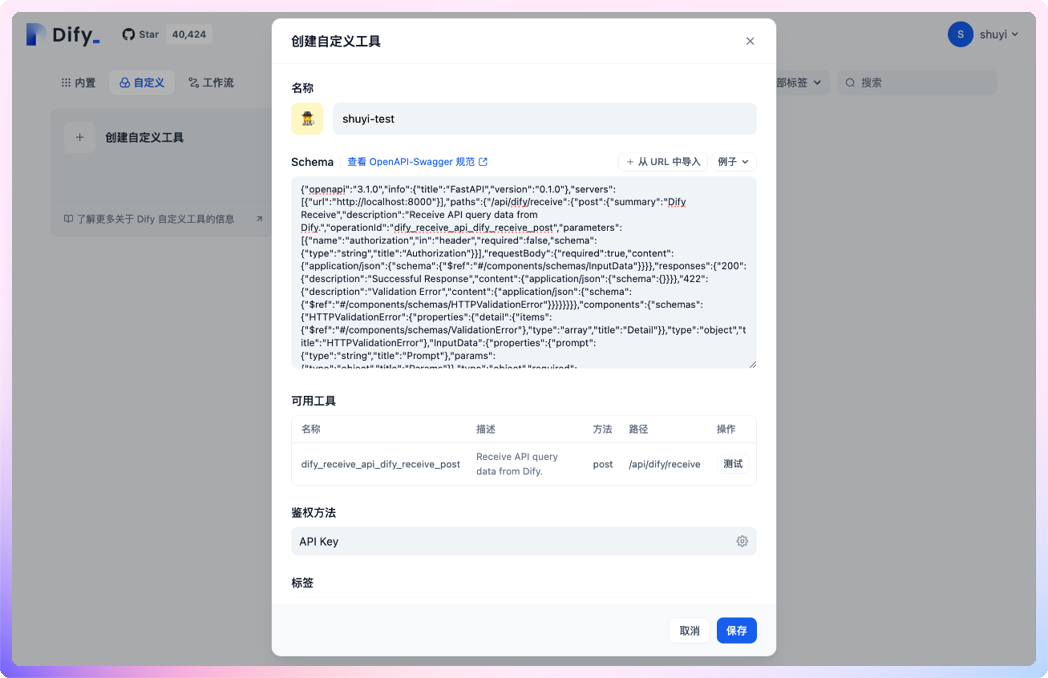 Dify_
Star 40,424
S shuyi
内置 自定义 工作流
部标签 搜索
创建自定义工具
了解更多关于 Dify 自定义工具的信息
创建自定义工具
名称
shuyi-test
Schema 查看 OpenAPI-Swagger 规范 + 从 URL 中导入 例子
{"openapi":"3.1.0","info":{"title":"FastAPI","version":"0.1.0"},"servers":
[{"url":"http://localhost:8000"}],"paths":{"/api/dify/receive":{"post":{"summary":"Dify
Receive","description":"Receive API query data from
Dify.","operationId":"dify_receive_api_dify_receive_post","parameters":
[{"name":"authorization","in":"header","required":false,"schema":
{"type":"string","title":"Authorization"}}],"requestBody":{"required":true,"content":
{"application/json":{"schema":{"$ref":"#/components/schemas/InputData"}}}},"responses":{"200":
{"description":"Successful Response","content":{"application/json":{"schema":{}}}},"422":
{"description":"Validation Error","content":{"application/json":{"schema":
{"$ref":"#/components/schemas/HTTPValidationError"}}}}}}}},"components":{"schemas":
{"HTTPValidationError":{"properties":{"detail":{"items":
{"$ref":"#/components/schemas/ValidationError"},"type":"array","title":"Detail"}},"type":"object","t
itle":"HTTPValidationError"},"InputData":{"properties":{"prompt":
{"type":"string","title":"Prompt"},"params":
{"type":"object","title":"Params"}},"type":"object","required":
可用工具
名称 描述 方法 路径 操作
dify_receive_api_dify_receive_post Receive API query post /api/dify/receive 测试
data from Dify.
鉴权方法
API Key
标签
取消 保存